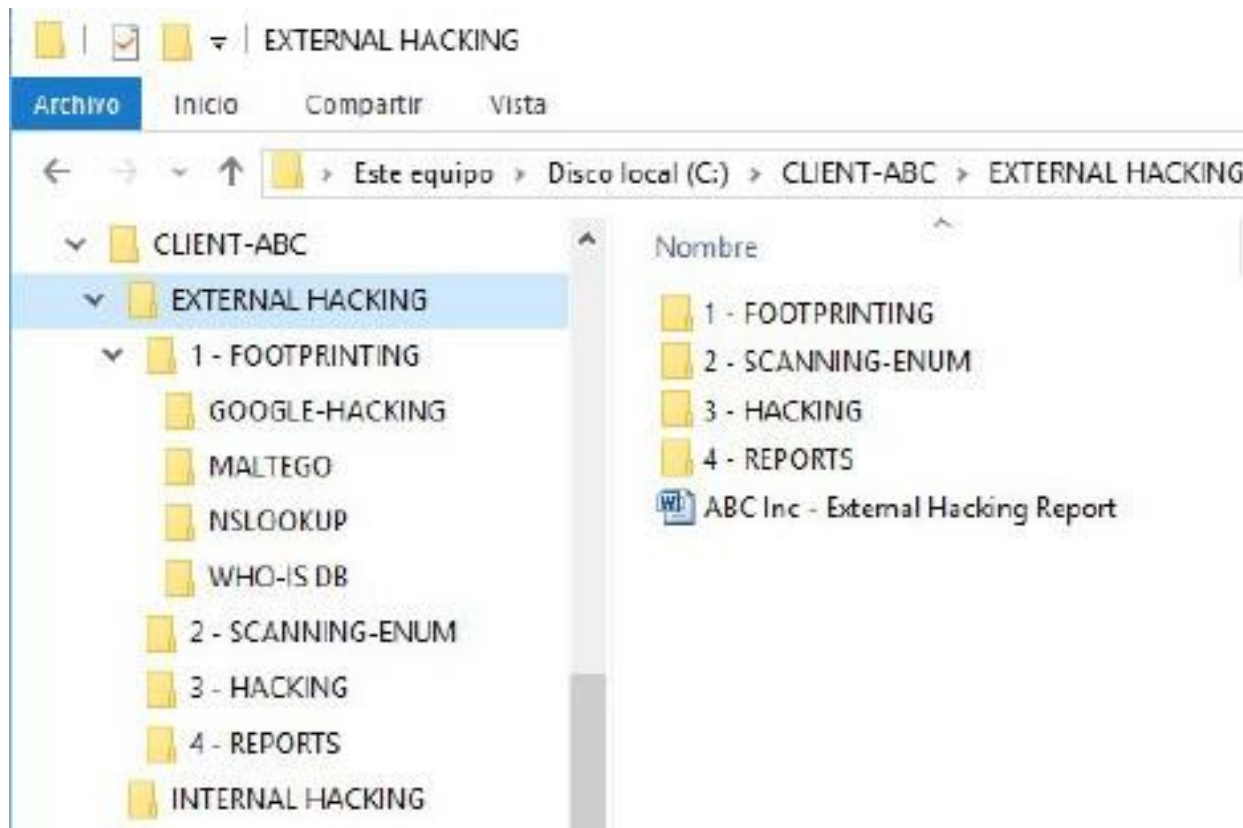 EXTERNAL HACKING
Archivo Inicio Compartir Vista
Este equipo > Disco local (C:) > CLIENT-ABC > EXTERNAL HACKING
CLIENT-ABC
EXTERNAL HACKING
1 - FOOTPRINTING
GOOGLE-HACKING
MALTEGO
NSLOOKUP
WHO-IS DB
2 - SCANNING-ENUM
3 - HACKING
4 - REPORTS
INTERNAL HACKING
Nombre
1 - FOOTPRINTING
2 - SCANNING-ENUM
3 - HACKING
4 - REPORTS
ABC Inc - External Hacking Report